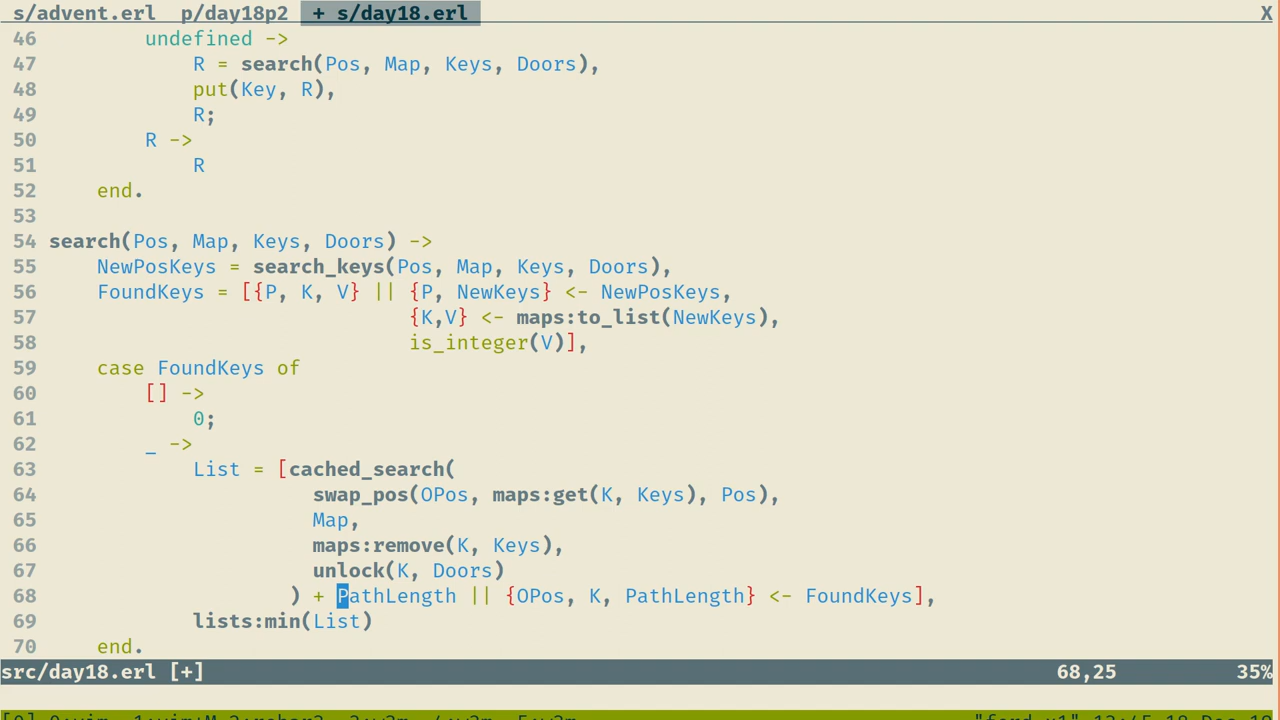 s/advent.erl p/day18p2 + s/day18.erl X
46 undefined ->
47 R = search(Pos, Map, Keys, Doors),
48 put(Key, R),
49 R;
50 R ->
51 R
52 end.
53
54 search(Pos, Map, Keys, Doors) ->
55 NewPosKeys = search_keys(Pos, Map, Keys, Doors),
56 FoundKeys = [{P, K, V} || {P, NewKeys} <- NewPosKeys,
57 {K,V} <- maps:to_list(NewKeys),
58 is_integer(V)],
59 case FoundKeys of
60 [] ->
61 0;
62 _ ->
63 List = [cached_search(
64 swap_pos(OPos, maps:get(K, Keys), Pos),
65 Map,
66 maps:remove(K, Keys),
67 unlock(K, Doors)
68 ) + PathLength || {OPos, K, PathLength} <- FoundKeys],
69 lists:min(List)
70 end.
src/day18.erl [+] 68,25 35%